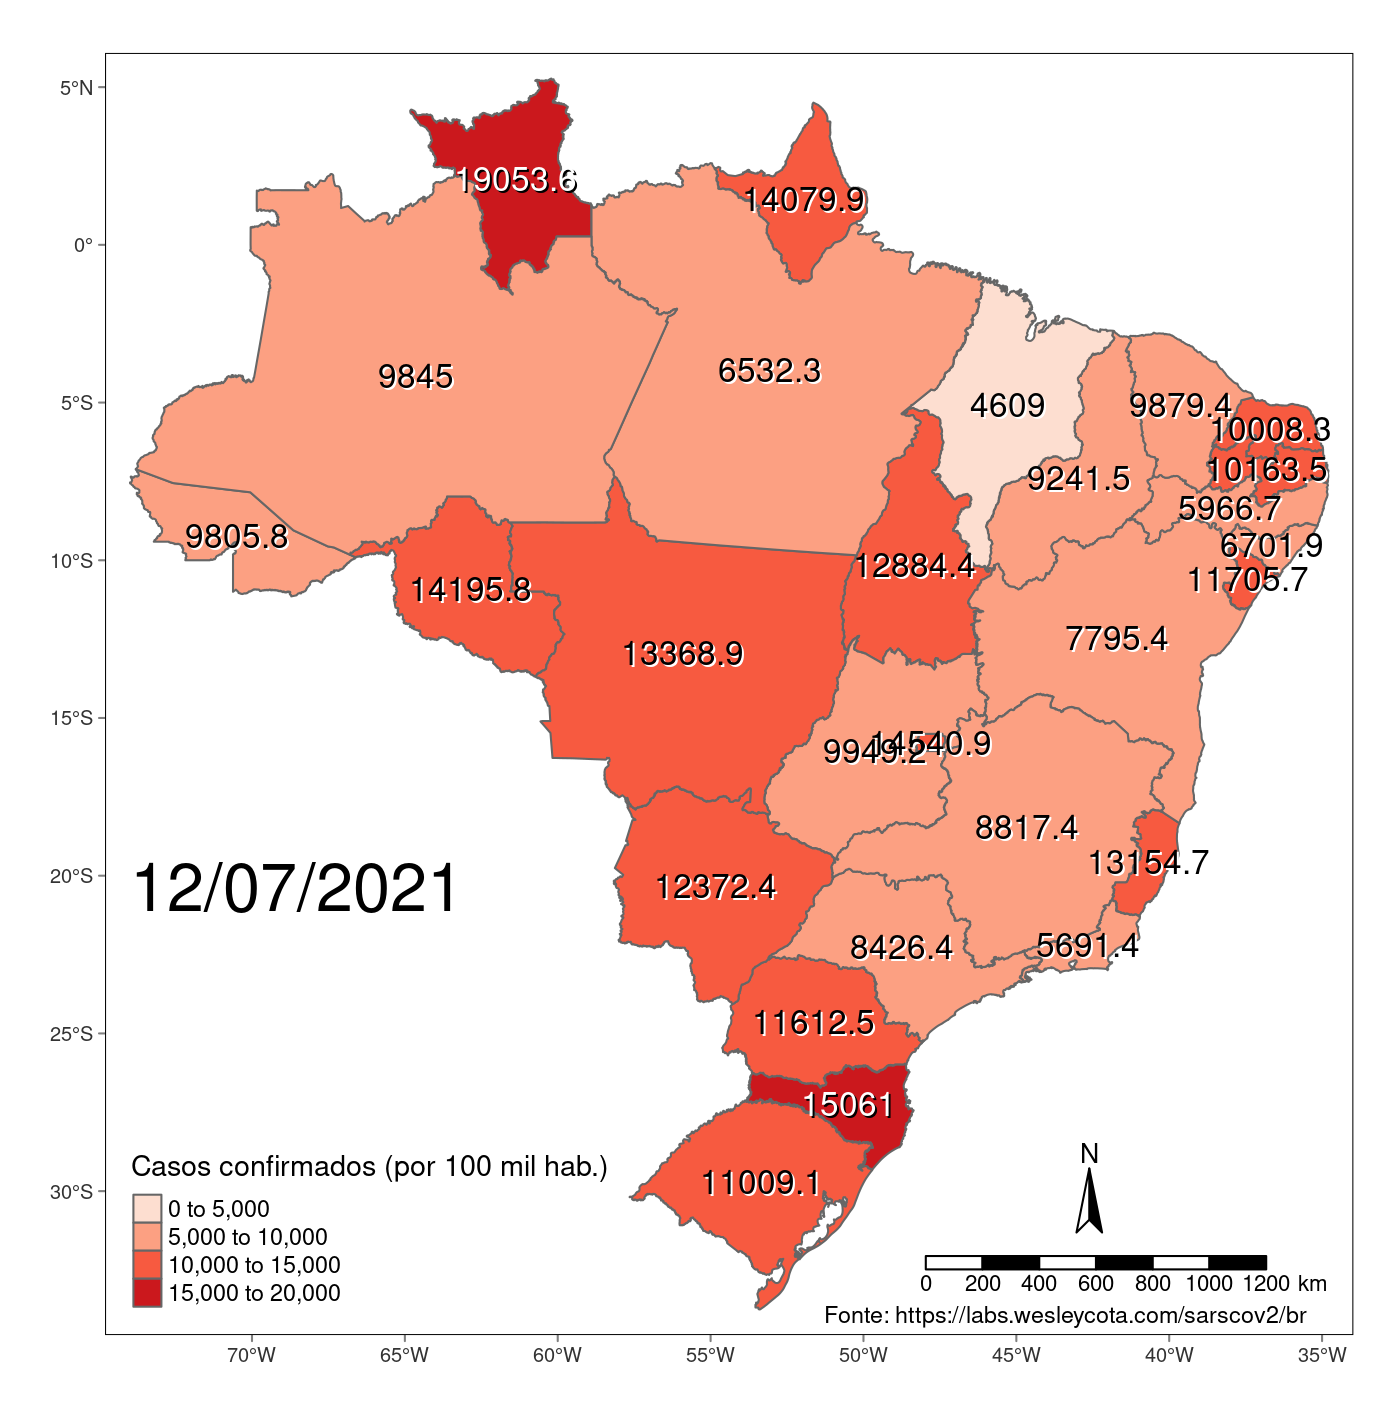 5°N
0°
5°S
10°S
15°S
20°S
25°S
30°S
19053.6
14079.9
9845
6532.3
4609
9879.4
10008.3
10163.5
9241.5
5966.7
6701.9
9805.8
12884.4
11705.7
14195.8
7795.4
13368.9
14540.9
9949.2
8817.4
13154.7
12/07/2021
12372.4
8426.4
5691.4
11612.5
15061
11009.1
Casos confirmados (por 100 mil hab.)
0 to 5,000
5,000 to 10,000
10,000 to 15,000
15,000 to 20,000
N
0 200 400 600 800 1000 1200 km
Fonte: https://labs.wesleycota.com/sarscov2/br
70°W 65°W 60°W 55°W 50°W 45°W 40°W 35°W